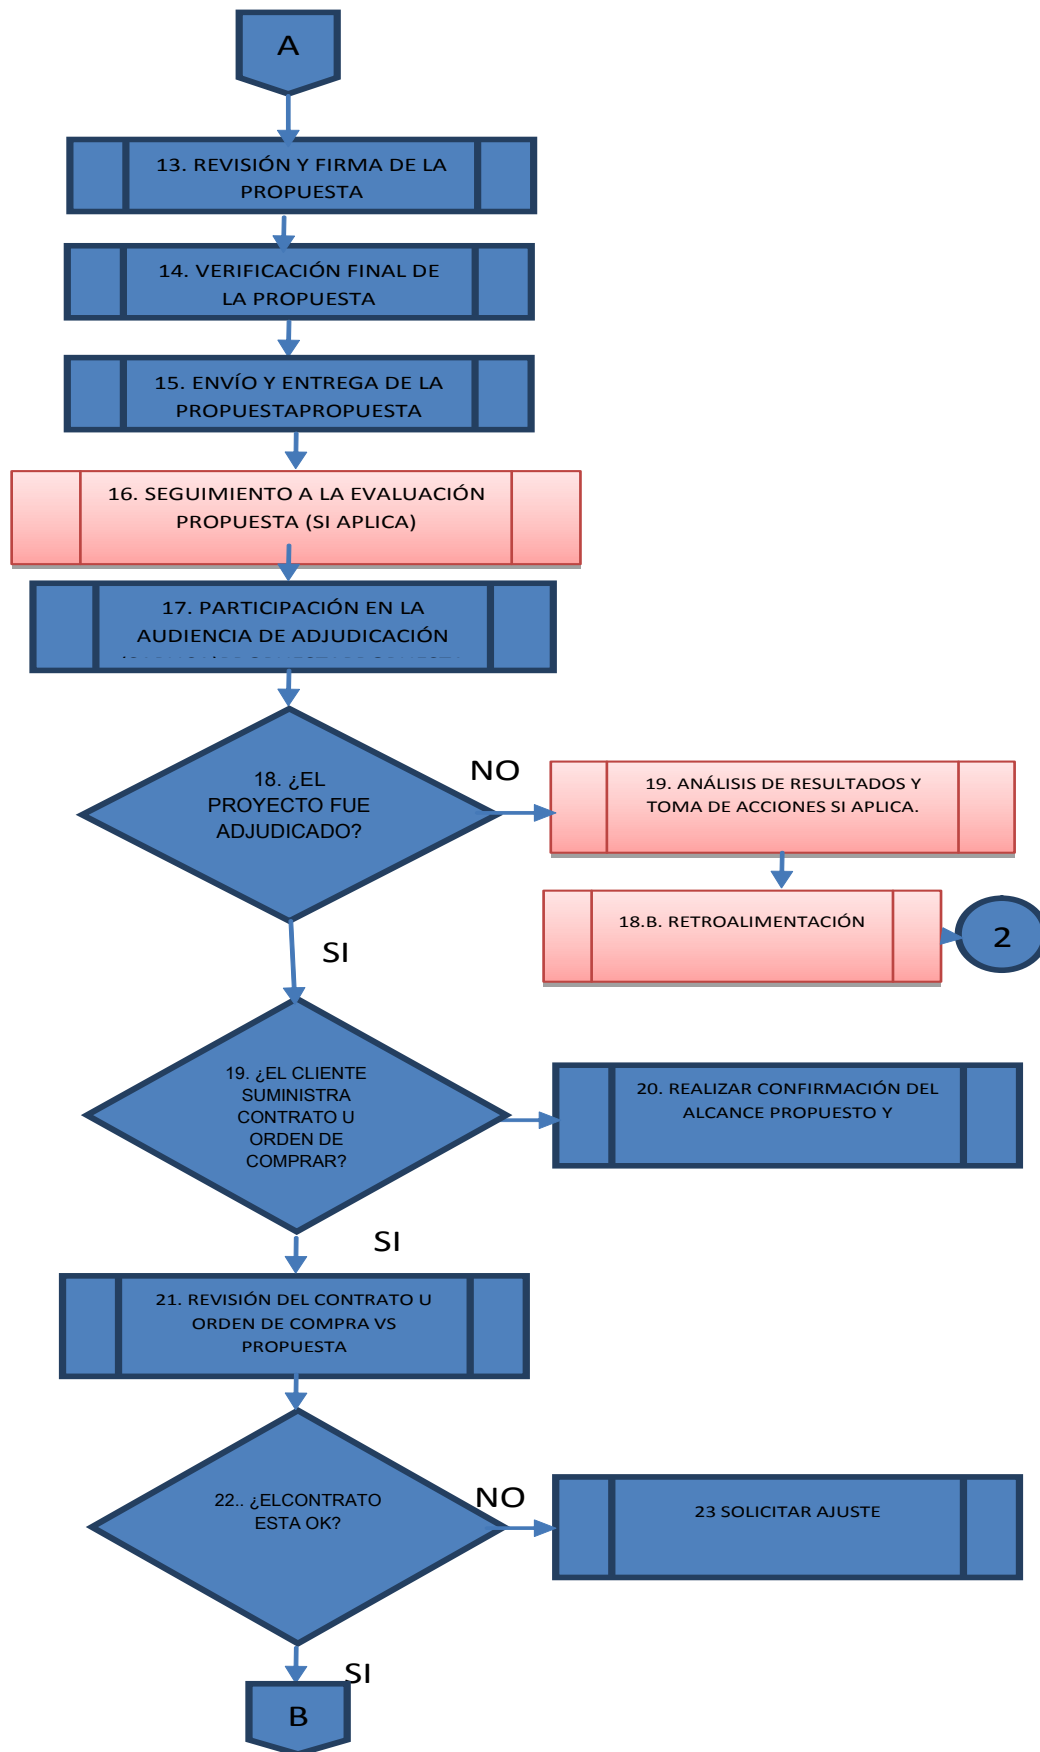 A
13. REVISIÓN Y FIRMA DE LA
PROPUESTA
14. VERIFICACIÓN FINAL DE
LA PROPUESTA
15. ENVÍO Y ENTREGA DE LA
PROPUESTAPROPUESTA
16. SEGUIMIENTO A LA EVALUACIÓN
PROPUESTA (SI APLICA)
17. PARTICIPACIÓN EN LA
AUDIENCIA DE ADJUDICACIÓN
18. ¿EL
PROYECTO FUE
ADJUDICADO?
NO
19. ANÁLISIS DE RESULTADOS Y
TOMA DE ACCIONES SI APLICA.
18.B. RETROALIMENTACIÓN
2
SI
19. ¿EL CLIENTE
SUMINISTRA
CONTRATO U
ORDEN DE
COMPRAR?
20. REALIZAR CONFIRMACIÓN DEL
ALCANCE PROPUESTO Y
SI
21. REVISIÓN DEL CONTRATO U
ORDEN DE COMPRA VS
PROPUESTA
22.. ¿ELCONTRATO
ESTA OK?
NO
23 SOLICITAR AJUSTE
SI
B